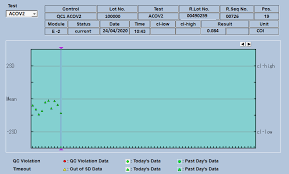 Test
ACOV2
Control Lot No. Test R.Lot No. R.Seq No. Pos.
QC1 ACOV2 100000 ACOV2 00490239 00726 19
Module Status Date Time cl-low cl-high Result Unit
E -2 current 24/04/2020 10:42 0.084 COI
2SD
cl-high
Mean
-2SD
cl-low
QC Violation QC Violation Data Today's Data Past Day's Data
Timeout Out of SD Data Today's Data Past Day's Data